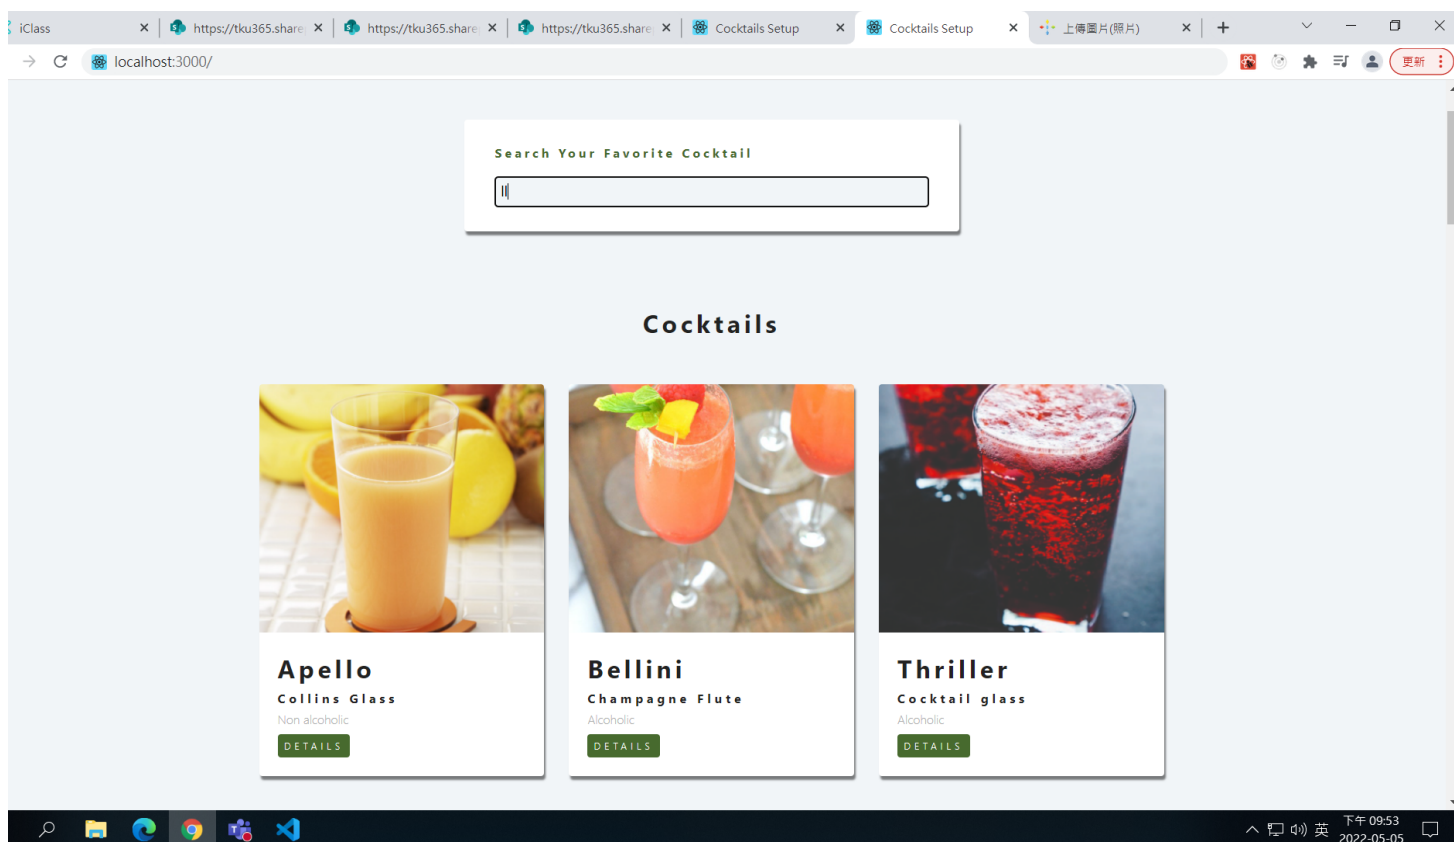 iClass
https://tku365.share
https://tku365.share
https://tku365.share
Cocktails Setup
Cocktails Setup
上傳圖片(照片)
localhost:3000/
更新
Search Your Favorite Cocktail
ll
Cocktails
Apello
Collins Glass
Non alcoholic
DETAILS
Bellini
Champagne Flute
Alcoholic
DETAILS
Thriller
Cocktail glass
Alcoholic
DETAILS
英
下午 09:53
2022-05-05